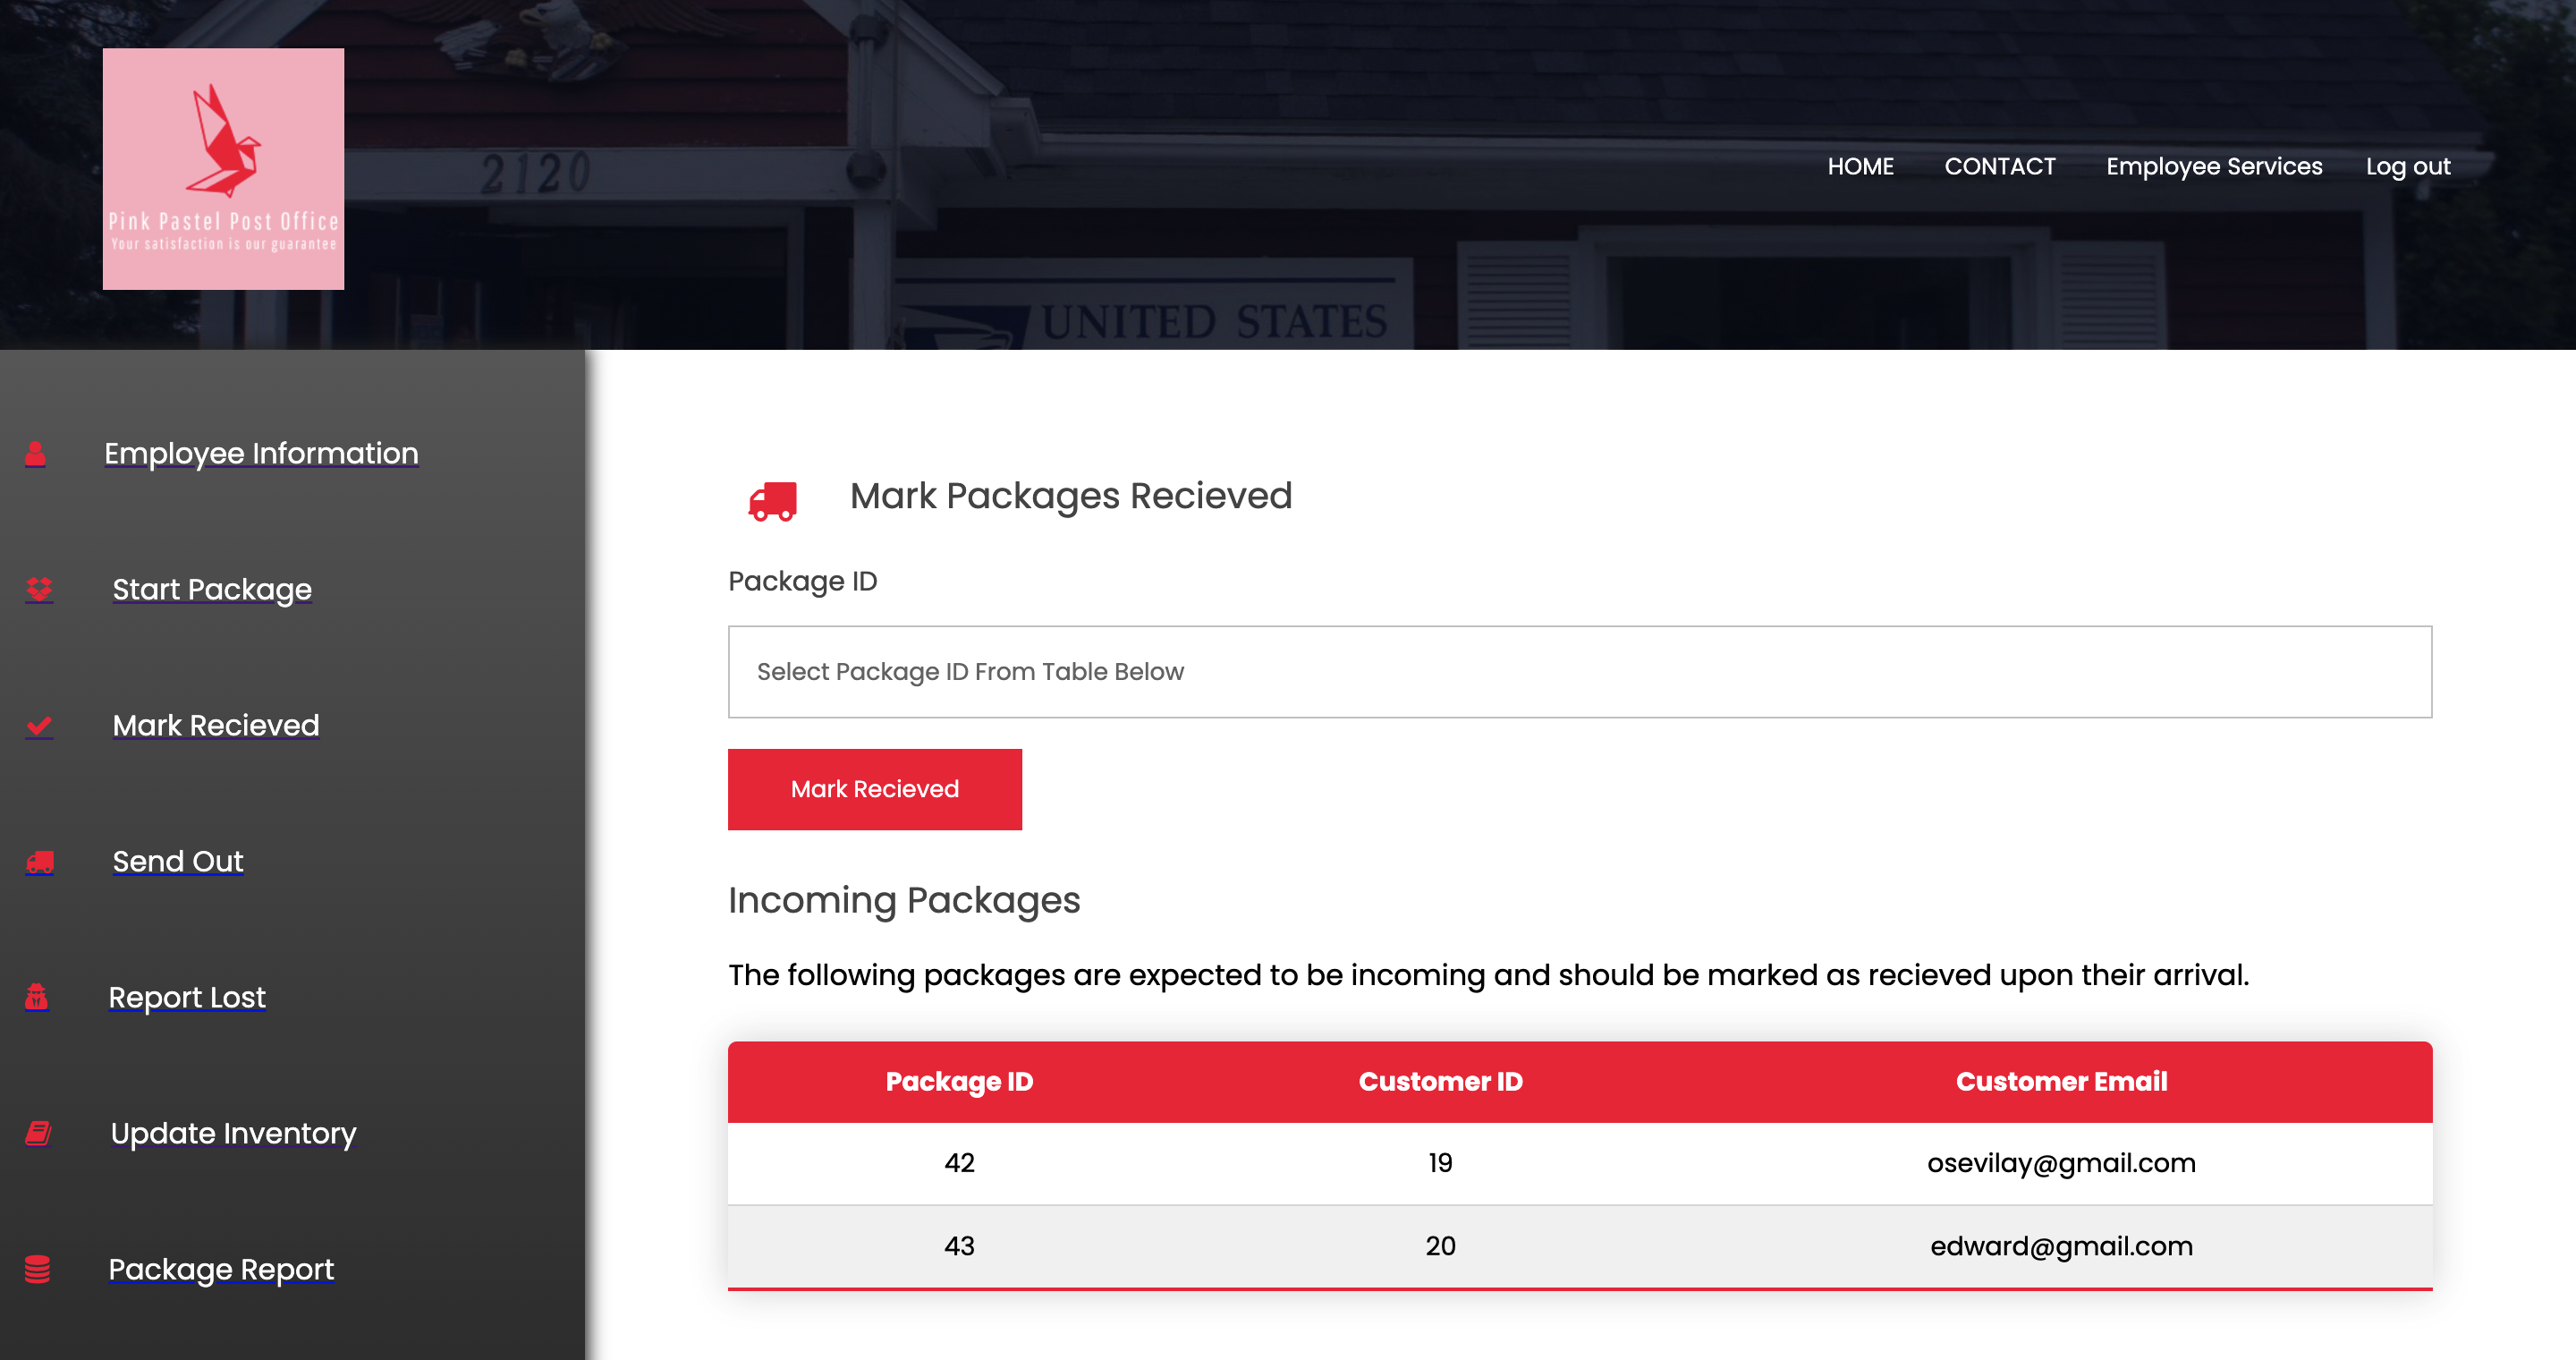 2120
UNITED STATES
Pink Pastel Post Office
Your satisfaction is our guarantee
HOME
CONTACT
Employee Services
Log out
Employee Information
Start Package
Mark Recieved
Send Out
Report Lost
Update Inventory
Package Report
Mark Packages Recieved
Package ID
Select Package ID From Table Below
Mark Recieved
Incoming Packages
The following packages are expected to be incoming and should be marked as recieved upon their arrival.
Package ID Customer ID Customer Email
42 19 osevilay@gmail.com
43 20 edward@gmail.com